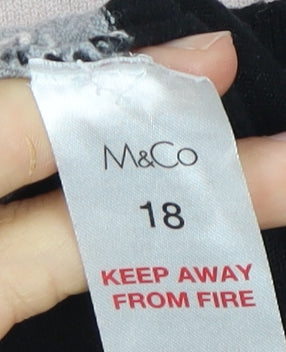 M&Co
18
KEEP AWAY
FROM FIRE